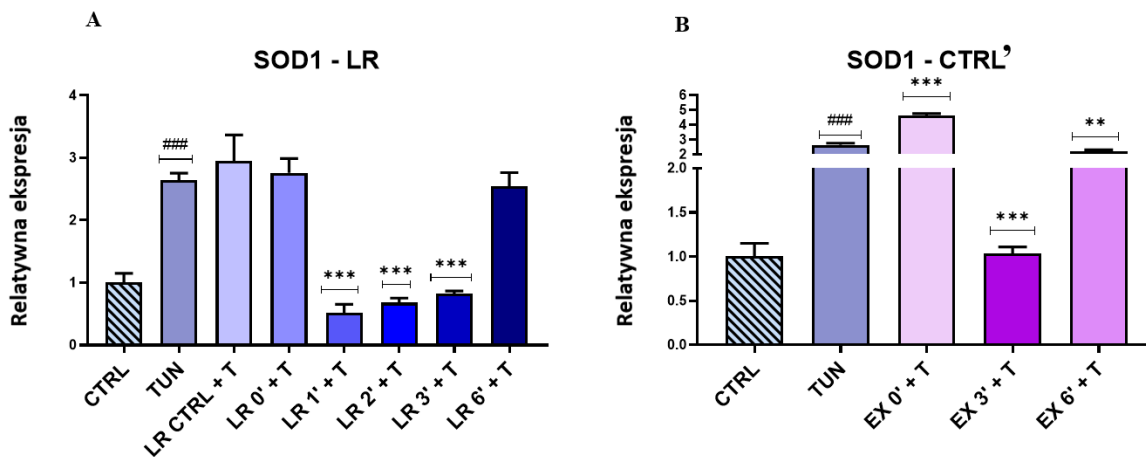 A
SOD1 - LR
Relatywna ekspresja
4
3
2
1
0
###
***
***
***
CTRL
TUN
LR CTRL + T
LR 0' + T
LR 1' + T
LR 2' + T
LR 3' + T
LR 6' + T
B
SOD1 - CTRL’
Relatywna ekspresja
6
5
4
3
2
2.0
1.5
1.0
0.5
0.0
###
***
***
**
CTRL
TUN
EX 0' + T
EX 3' + T
EX 6' + T